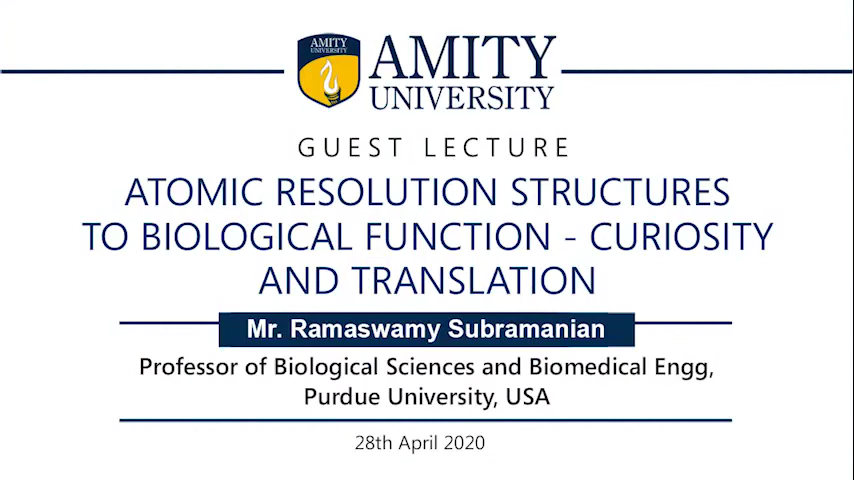 AMITY
UNIVERSITY
AMITY
UNIVERSITY
GUEST LECTURE
ATOMIC RESOLUTION STRUCTURES
TO BIOLOGICAL FUNCTION - CURIOSITY
AND TRANSLATION
Mr. Ramaswamy Subramanian
Professor of Biological Sciences and Biomedical Engg,
Purdue University, USA
28th April 2020